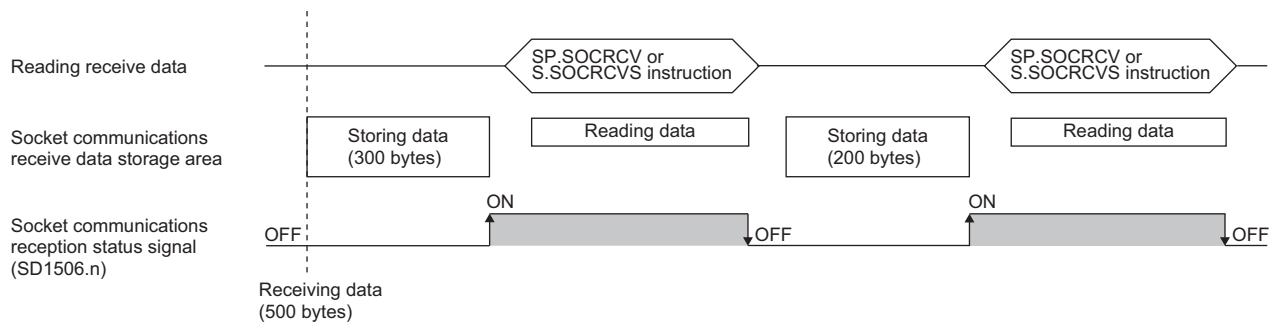 Reading receive data
SP.SOCRCV or
S.SOCRCVS instruction
SP.SOCRCV or
S.SOCRCVS instruction
Socket communications
receive data storage area
Storing data
(300 bytes)
Reading data
Storing data
(200 bytes)
Reading data
Socket communications
reception status signal
(SD1506.n)
OFF
ON
OFF
ON
OFF
Receiving data
(500 bytes)